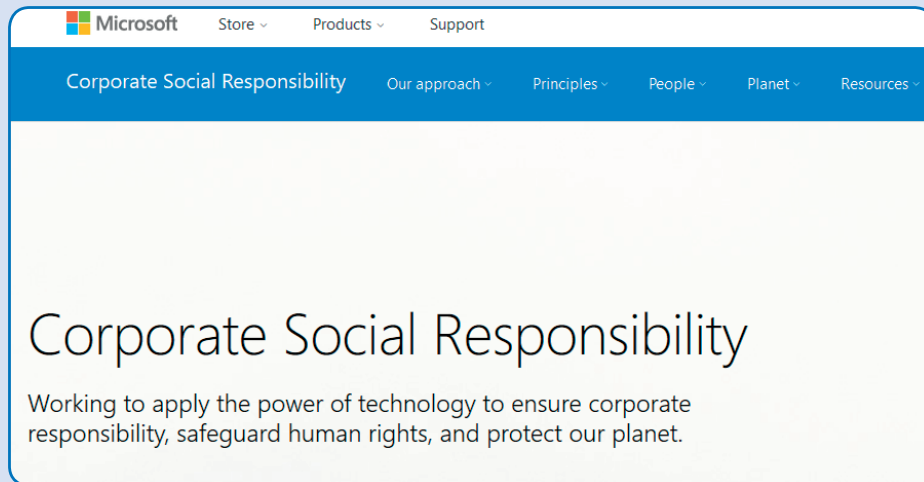 Microsoft Store Products Support
Corporate Social Responsibility Our approach Principles People Planet Resources
Corporate Social Responsibility
Working to apply the power of technology to ensure corporate
responsibility, safeguard human rights, and protect our planet.